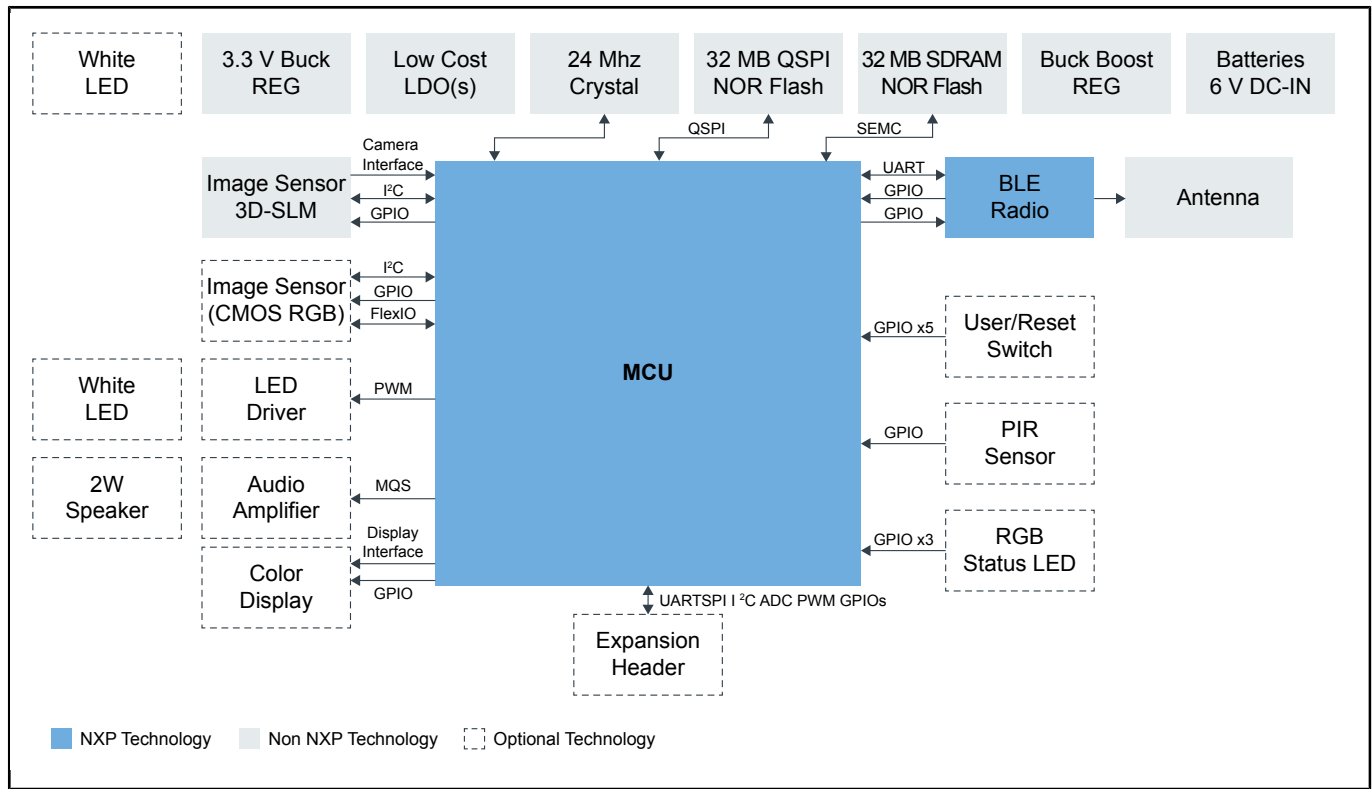 White
LED
3.3 V Buck
REG
Low Cost
LDO(s)
24 Mhz
Crystal
32 MB QSPI
NOR Flash
32 MB SDRAM
NOR Flash
Buck Boost
REG
Batteries
6 V DC-IN
QSPI
SEMC
Image Sensor
3D-SLM
Camera
Interface
I²C
GPIO
UART
GPIO
GPIO
BLE
Radio
Antenna
Image Sensor
(CMOS RGB)
I²C
GPIO
FlexIO
MCU
GPIO x5
User/Reset
Switch
White
LED
LED
Driver
PWM
GPIO
PIR
Sensor
2W
Speaker
Audio
Amplifier
MQS
GPIO x3
RGB
Status LED
Color
Display
Display
Interface
GPIO
UARTSPI I ²C ADC PWM GPIOs
Expansion
Header
NXP Technology
Non NXP Technology
Optional Technology